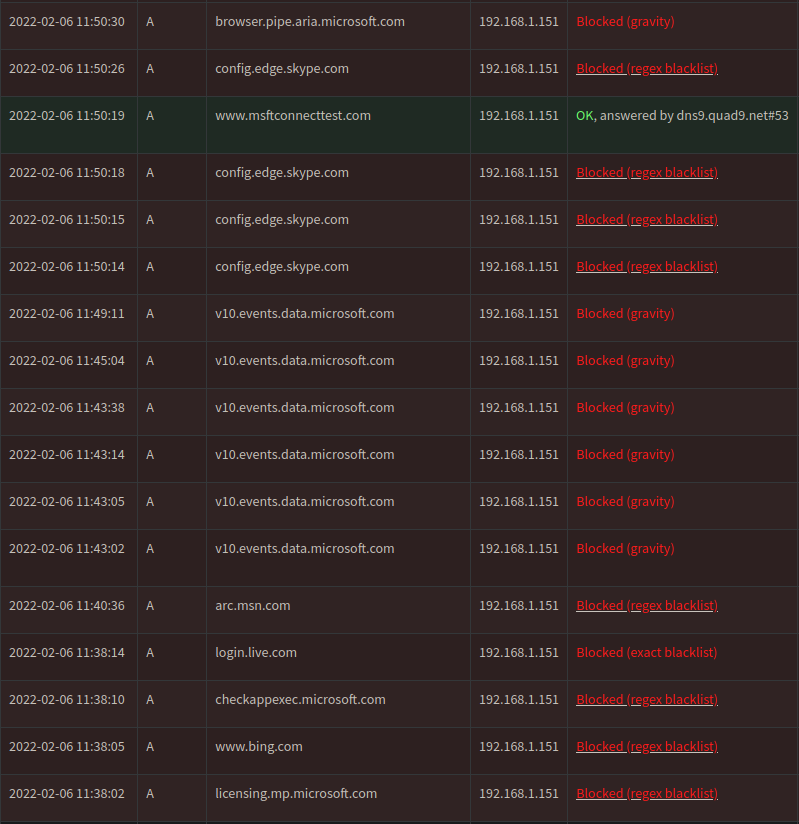 2022-02-06 11:50:30 A browser.pipe.aria.microsoft.com 192.168.1.151 Blocked (gravity)
2022-02-06 11:50:26 A config.edge.skype.com 192.168.1.151 Blocked (regex blacklist)
2022-02-06 11:50:19 A www.msftconnecttest.com 192.168.1.151 OK, answered by dns9.quad9.net#53
2022-02-06 11:50:18 A config.edge.skype.com 192.168.1.151 Blocked (regex blacklist)
2022-02-06 11:50:15 A config.edge.skype.com 192.168.1.151 Blocked (regex blacklist)
2022-02-06 11:50:14 A config.edge.skype.com 192.168.1.151 Blocked (regex blacklist)
2022-02-06 11:49:11 A v10.events.data.microsoft.com 192.168.1.151 Blocked (gravity)
2022-02-06 11:45:04 A v10.events.data.microsoft.com 192.168.1.151 Blocked (gravity)
2022-02-06 11:43:38 A v10.events.data.microsoft.com 192.168.1.151 Blocked (gravity)
2022-02-06 11:43:14 A v10.events.data.microsoft.com 192.168.1.151 Blocked (gravity)
2022-02-06 11:43:05 A v10.events.data.microsoft.com 192.168.1.151 Blocked (gravity)
2022-02-06 11:43:02 A v10.events.data.microsoft.com 192.168.1.151 Blocked (gravity)
2022-02-06 11:40:36 A arc.msn.com 192.168.1.151 Blocked (regex blacklist)
2022-02-06 11:38:14 A login.live.com 192.168.1.151 Blocked (exact blacklist)
2022-02-06 11:38:10 A checkappexec.microsoft.com 192.168.1.151 Blocked (regex blacklist)
2022-02-06 11:38:05 A www.bing.com 192.168.1.151 Blocked (regex blacklist)
2022-02-06 11:38:02 A licensing.mp.microsoft.com 192.168.1.151 Blocked (regex blacklist)